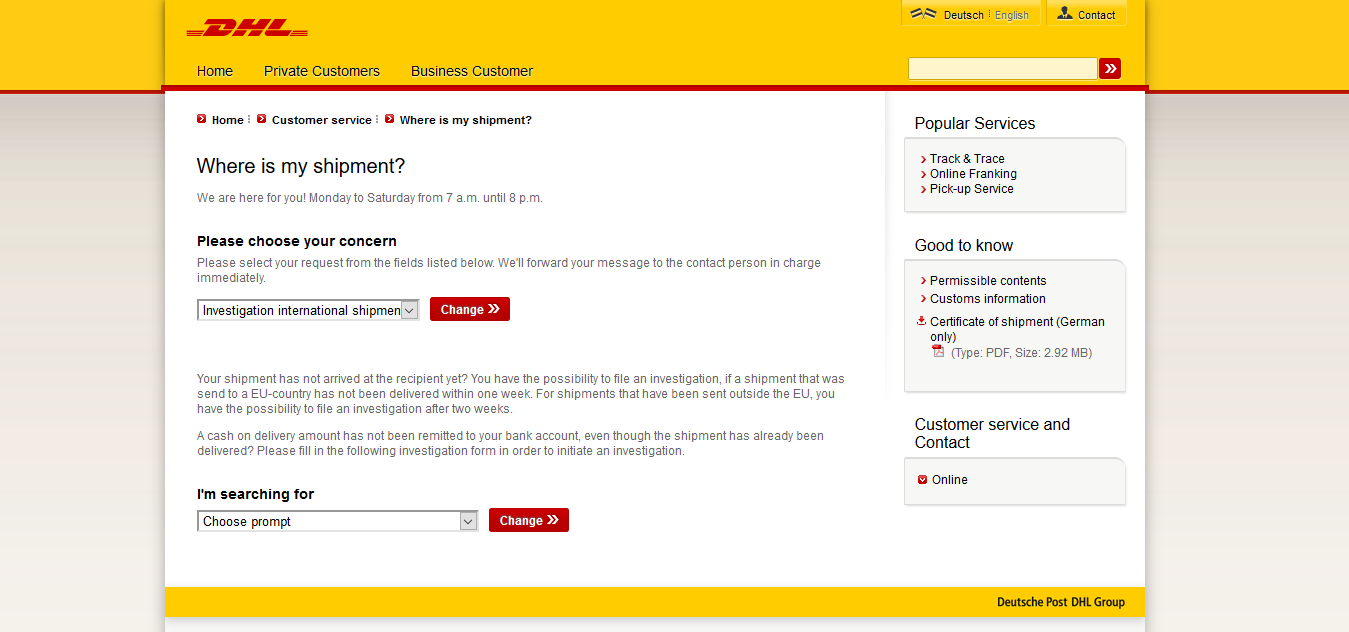 DHL
Deutsch English
Contact
Home Private Customers Business Customer
Home Customer service Where is my shipment?
Where is my shipment?
We are here for you! Monday to Saturday from 7 a.m. until 8 p.m.
Please choose your concern
Please select your request from the fields listed below. We'll forward your message to the contact person in charge
immediately.
Investigation international shipmen
Change
Your shipment has not arrived at the recipient yet? You have the possibility to file an investigation, if a shipment that was
send to a EU-country has not been delivered within one week. For shipments that have been sent outside the EU, you
have the possibility to file an investigation after two weeks.
A cash on delivery amount has not been remitted to your bank account, even though the shipment has already been
delivered? Please fill in the following investigation form in order to initiate an investigation.
I'm searching for
Choose prompt
Change
Popular Services
Track & Trace
Online Franking
Pick-up Service
Good to know
Permissible contents
Customs information
Certificate of shipment (German
only)
(Type: PDF, Size: 2.92 MB)
Customer service and
Contact
Online
Deutsche Post DHL Group